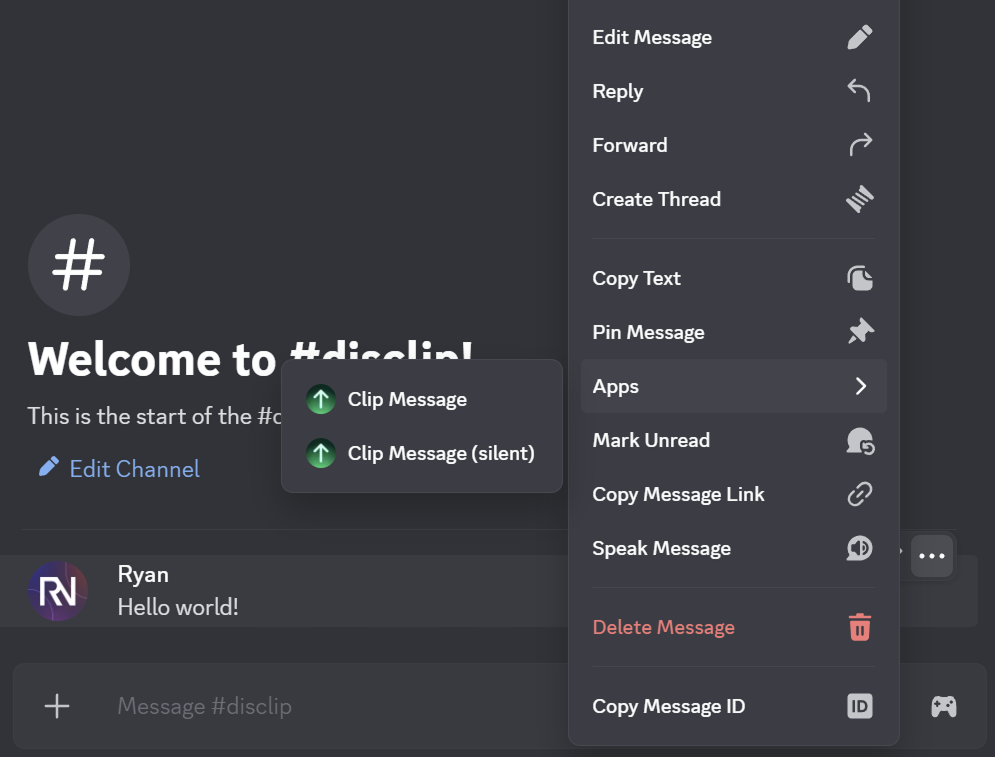 Edit Message
Reply
Forward
Create Thread
Copy Text
Pin Message
Apps
Mark Unread
Copy Message Link
Speak Message
Delete Message
Copy Message ID
ID
Clip Message
Clip Message (silent)
#
Welcome to #disclip!
This is the start of the #
Edit Channel
RN
Ryan
Hello world!
Message #disclip